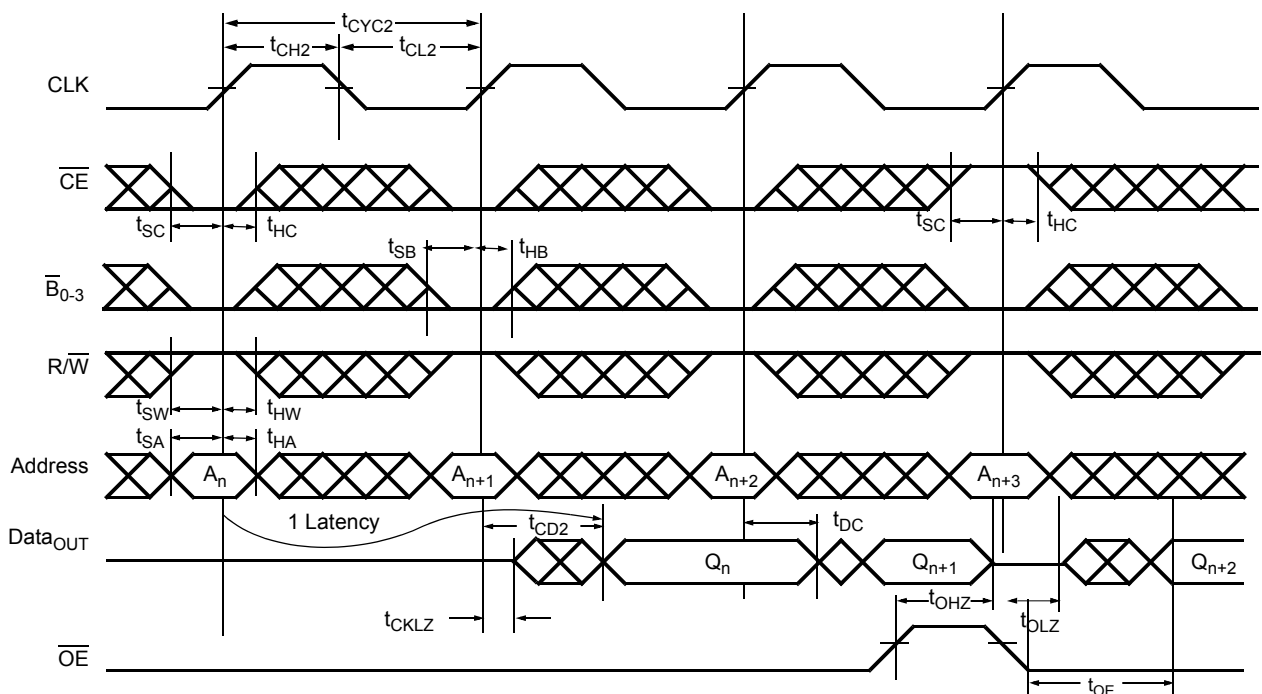 tCYC2
tCH2
tCL2
CLK
CE
tSC
tHC
tSC
tHC
tSB
tHB
B0-3
R/W
tSW
tHW
tSA
tHA
Address
An
An+1
An+2
An+3
1 Latency
tCD2
tDC
DataOUT
Qn
Qn+1
Qn+2
tOHZ
tCKLZ
tOLZ
OE
tOE